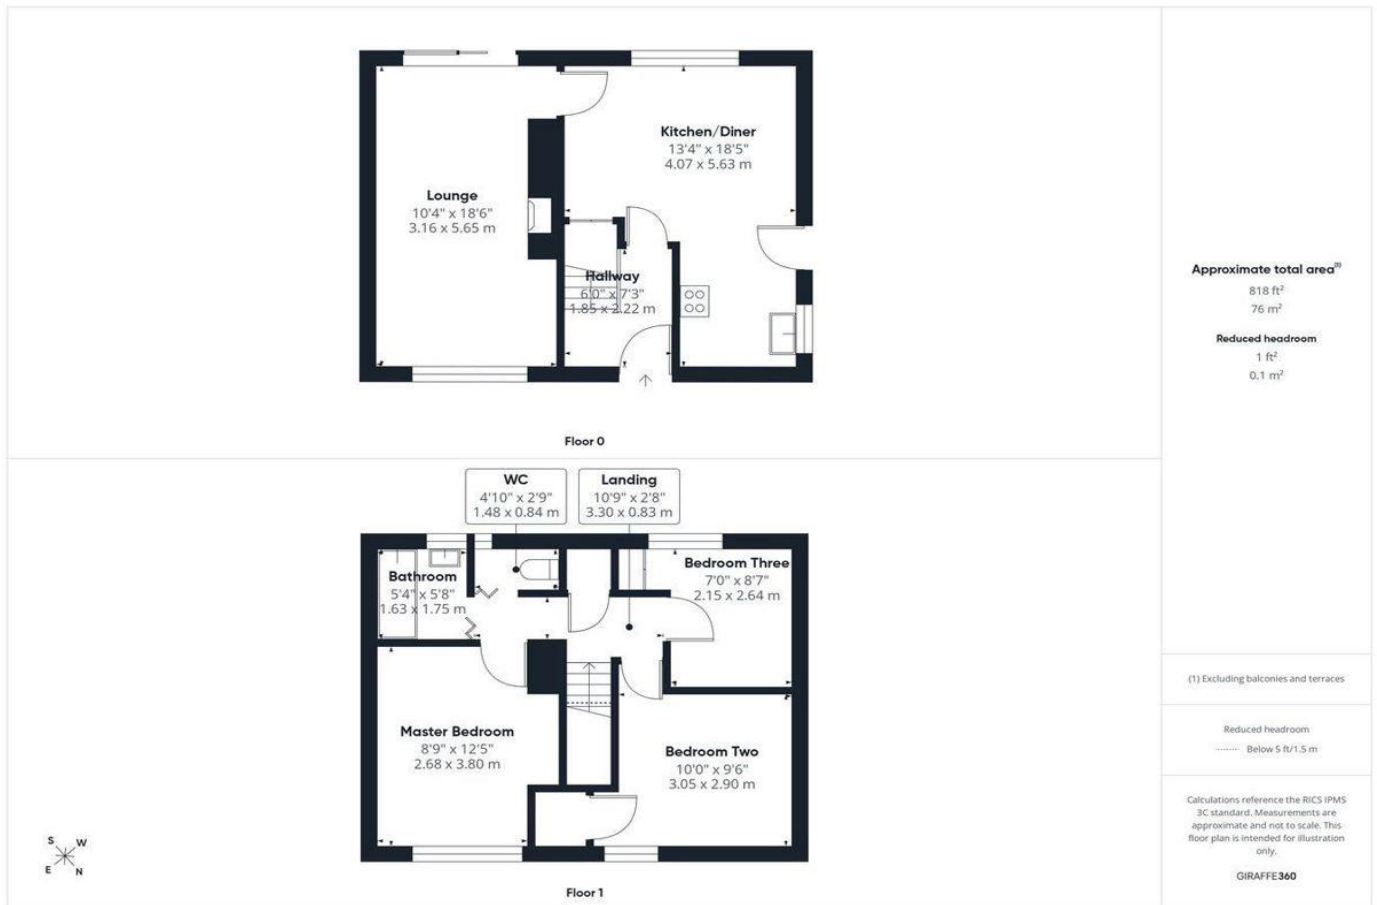 Lounge
10'4" x 18'6"
3.16 x 5.65 m
Kitchen/Diner
13'4" x 18'5"
4.07 x 5.63 m
Hallway
6'0" x 7'3"
1.85 x 2.22 m
Floor 0
WC
4'10" x 2'9"
1.48 x 0.84 m
Landing
10'9" x 2'8"
3.30 x 0.83 m
Bathroom
5'4" x 5'8"
1.63 x 1.75 m
Bedroom Three
7'0" x 8'7"
2.15 x 2.64 m
Master Bedroom
8'9" x 12'5"
2.68 x 3.80 m
Bedroom Two
10'0" x 9'6"
3.05 x 2.90 m
S W
E N
Floor 1
Approximate total area(1)
818 ft²
76 m²
Reduced headroom
1 ft²
0.1 m²
(1) Excluding balconies and terraces
Reduced headroom
Below 5 ft/1.5 m
Calculations reference the RICS IPMS
3C standard. Measurements are
approximate and not to scale. This
floor plan is intended for illustration
only.
GIRAFFE360